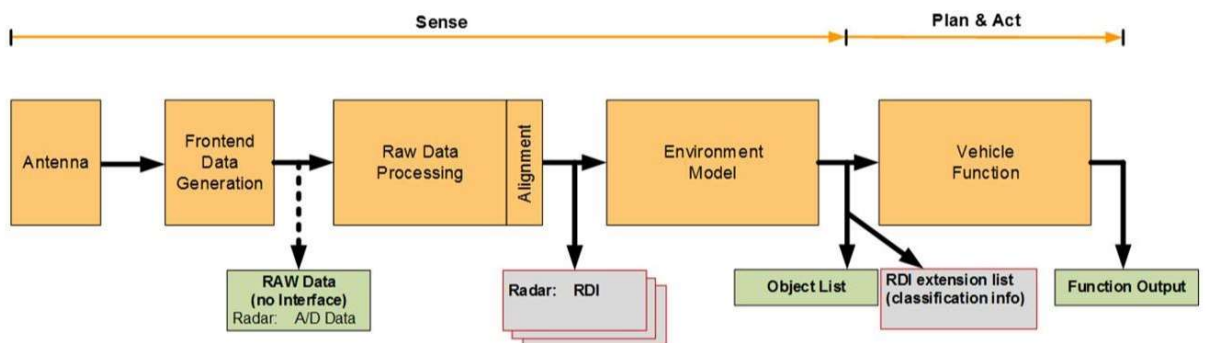 Sense
Plan & Act
Antenna
Frontend
Data
Generation
Raw Data
Processing
Alignment
Environment
Model
Vehicle
Function
RAW Data
(no Interface)
Radar: A/D Data
Radar: RDI
Object List
RDI extension list
(classification info)
Function Output